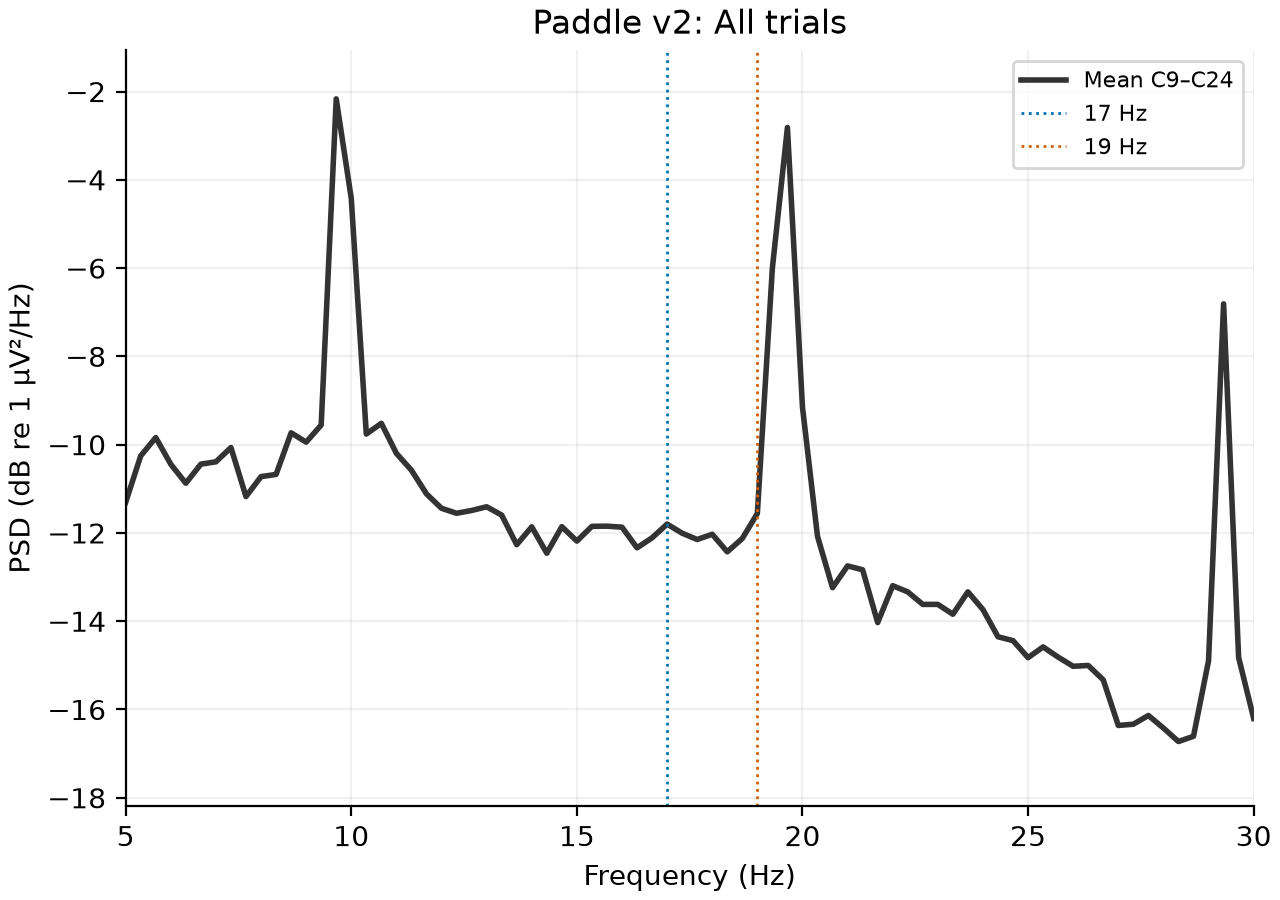 Paddle v2: All trials
Mean C9–C24
17 Hz
19 Hz
PSD (dB re 1 µV²/Hz)
−2
−4
−6
−8
−10
−12
−14
−16
−18
5 10 15 20 25 30
Frequency (Hz)